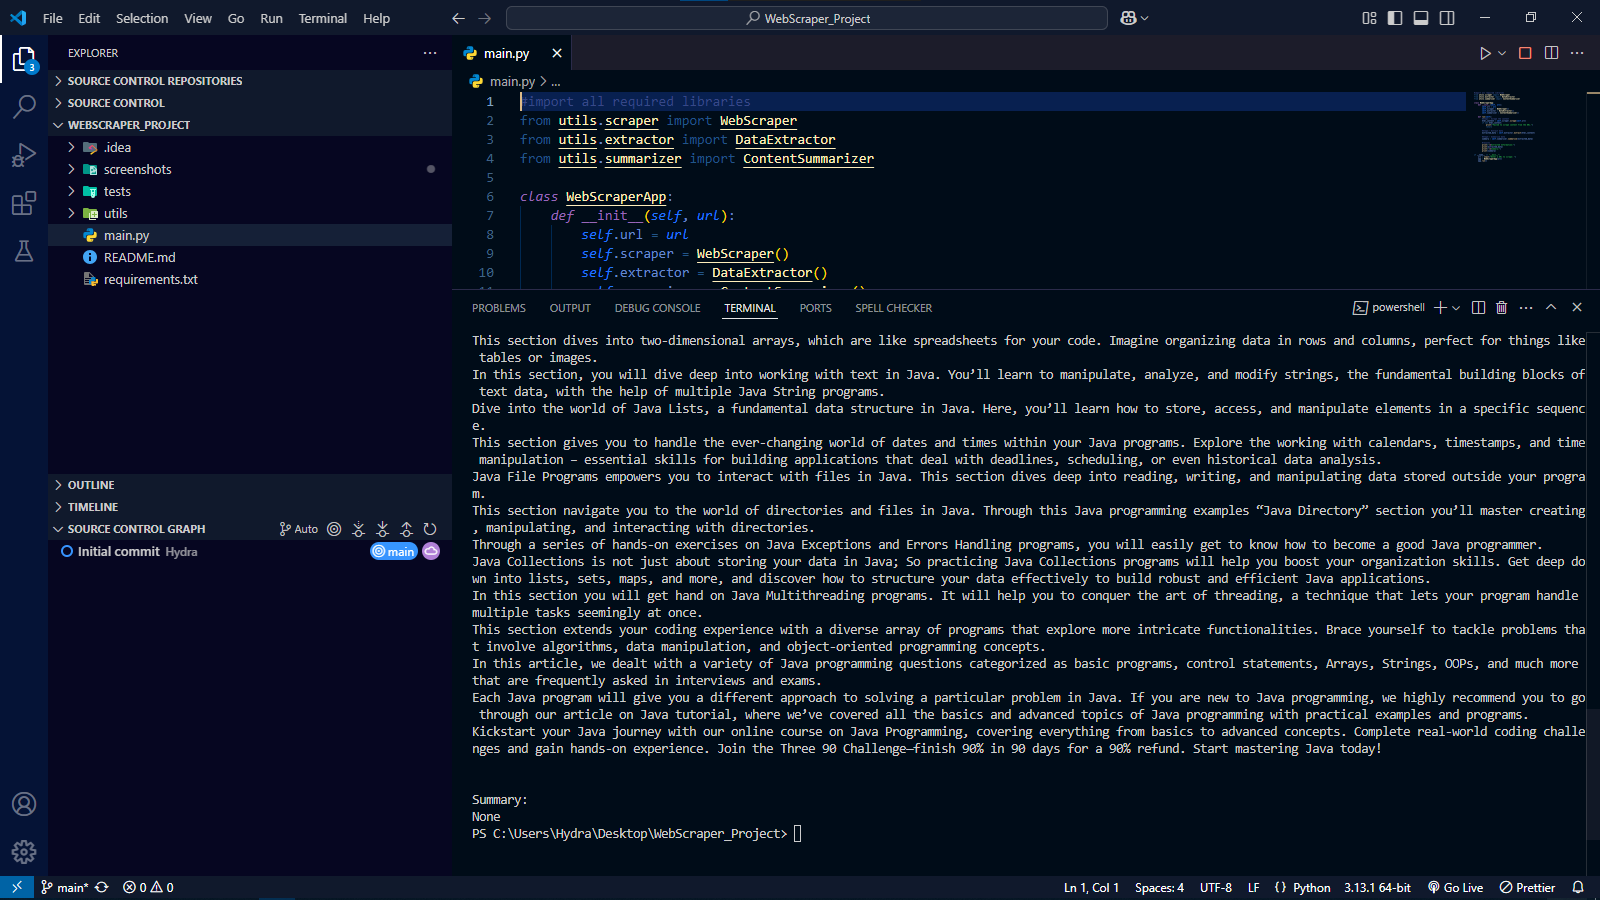 File Edit Selection View Go Run Terminal Help
WebScraper_Project
EXPLORER
3
SOURCE CONTROL REPOSITORIES
SOURCE CONTROL
WEBSCRAPER_PROJECT
.idea
screenshots
tests
utils
main.py
README.md
requirements.txt
OUTLINE
TIMELINE
SOURCE CONTROL GRAPH Auto
Initial commit Hydra main
main.py
main.py > ...
1 #import all required libraries
2 from utils.scraper import WebScraper
3 from utils.extractor import DataExtractor
4 from utils.summarizer import ContentSummarizer
5
6 class WebScraperApp:
7 def __init__(self, url):
8 self.url = url
9 self.scraper = WebScraper()
10 self.extractor = DataExtractor()
PROBLEMS OUTPUT DEBUG CONSOLE TERMINAL PORTS SPELL CHECKER
powershell
This section dives into two-dimensional arrays, which are like spreadsheets for your code. Imagine organizing data in rows and columns, perfect for things like
tables or images.
In this section, you will dive deep into working with text in Java. You’ll learn to manipulate, analyze, and modify strings, the fundamental building blocks of
text data, with the help of multiple Java String programs.
Dive into the world of Java Lists, a fundamental data structure in Java. Here, you’ll learn how to store, access, and manipulate elements in a specific sequenc
e.
This section gives you to handle the ever-changing world of dates and times within your Java programs. Explore the working with calendars, timestamps, and time
manipulation – essential skills for building applications that deal with deadlines, scheduling, or even historical data analysis.
Java File Programs empowers you to interact with files in Java. This section dives deep into reading, writing, and manipulating data stored outside your progra
m.
This section navigate you to the world of directories and files in Java. Through this Java programming examples “Java Directory” section you’ll master creating
, manipulating, and interacting with directories.
Through a series of hands-on exercises on Java Exceptions and Errors Handling programs, you will easily get to know how to become a good Java programmer.
Java Collections is not just about storing your data in Java; So practicing Java Collections programs will help you boost your organization skills. Get deep do
wn into lists, sets, maps, and more, and discover how to structure your data effectively to build robust and efficient Java applications.
In this section you will get hand on Java Multithreading programs. It will help you to conquer the art of threading, a technique that lets your program handle
multiple tasks seemingly at once.
This section extends your coding experience with a diverse array of programs that explore more intricate functionalities. Brace yourself to tackle problems tha
t involve algorithms, data manipulation, and object-oriented programming concepts.
In this article, we dealt with a variety of Java programming questions categorized as basic programs, control statements, Arrays, Strings, OOPs, and much more
that are frequently asked in interviews and exams.
Each Java program will give you a different approach to solving a particular problem in Java. If you are new to Java programming, we highly recommend you to go
through our article on Java tutorial, where we’ve covered all the basics and advanced topics of Java programming with practical examples and programs.
Kickstart your Java journey with our online course on Java Programming, covering everything from basics to advanced concepts. Complete real-world coding challe
nges and gain hands-on experience. Join the Three 90 Challenge—finish 90% in 90 days for a 90% refund. Start mastering Java today!
Summary:
None
PS C:\Users\Hydra\Desktop\WebScraper_Project>
main* 0 0 Ln 1, Col 1 Spaces: 4 UTF-8 LF {} Python 3.13.1 64-bit Go Live Prettier